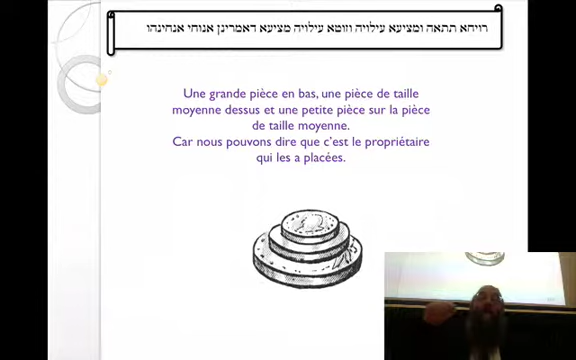 רויחא תתאה ומציעא עילויה וזוטא עילויה מציעא דאמרינן אנוחי אנחינהו
Une grande pièce en bas, une pièce de taille
moyenne dessus et une petite pièce sur la pièce
de taille moyenne.
Car nous pouvons dire que c'est le propriétaire
qui les a placées.